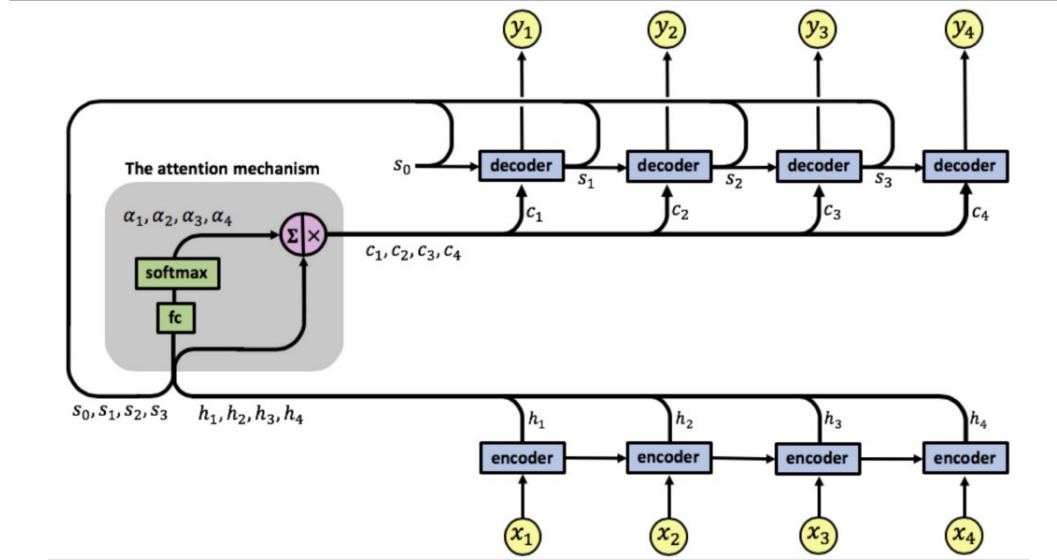 y₁ y₂ y₃ y₄
s₀ decoder s₁ decoder s₂ decoder s₃ decoder
The attention mechanism
α₁, α₂, α₃, α₄
c₁ c₂ c₃ c₄
Σ ×
c₁, c₂, c₃, c₄
softmax
fc
s₀, s₁, s₂, s₃ h₁, h₂, h₃, h₄
h₁ h₂ h₃ h₄
encoder encoder encoder encoder
x₁ x₂ x₃ x₄